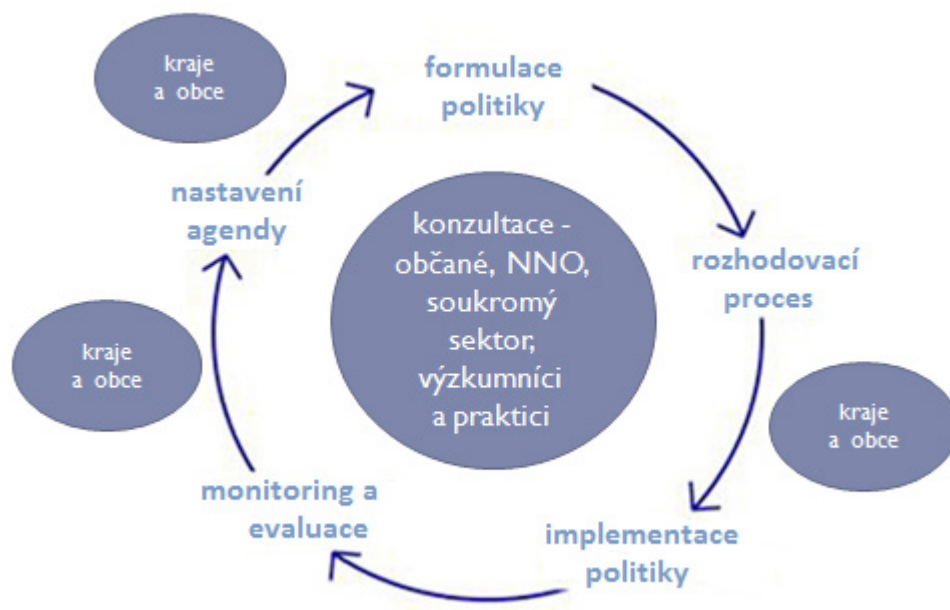 kraje
a obce
formulace
politiky
nastavení
agendy
konzultace -
občané, NNO,
soukromý
sektor,
výzkumníci
a praktici
rozhodovací
proces
kraje
a obce
kraje
a obce
monitoring a
evaluace
implementace
politiky